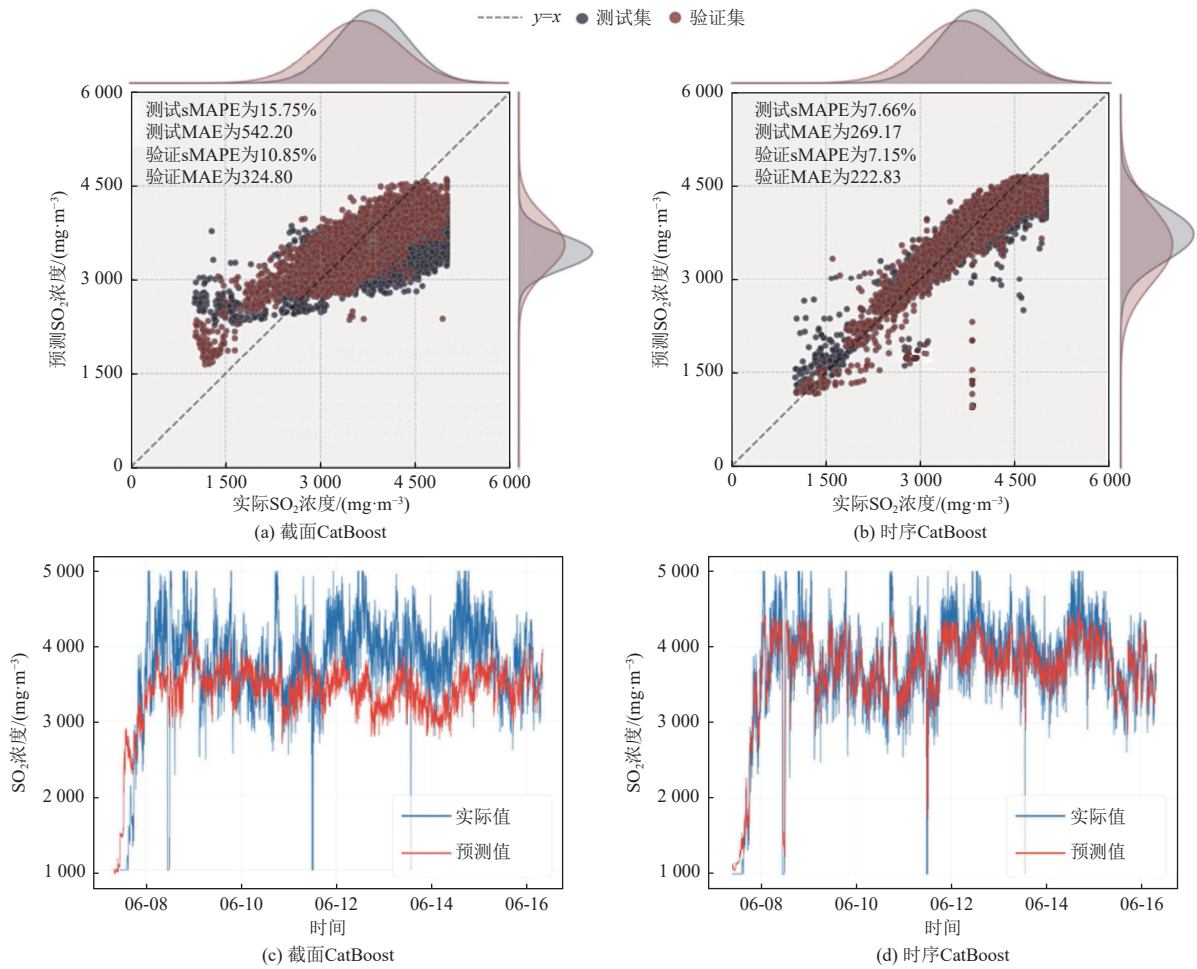 y=x 测试集 验证集
6 000
4 500
3 000
1 500
0
预测SO₂浓度/(mg·m⁻³)
测试sMAPE为15.75%
测试MAE为542.20
验证sMAPE为10.85%
验证MAE为324.80
0 1 500 3 000 4 500 6 000
实际SO₂浓度/(mg·m⁻³)
(a) 截面CatBoost
6 000
4 500
3 000
1 500
0
预测SO₂浓度/(mg·m⁻³)
测试sMAPE为7.66%
测试MAE为269.17
验证sMAPE为7.15%
验证MAE为222.83
0 1 500 3 000 4 500 6 000
实际SO₂浓度/(mg·m⁻³)
(b) 时序CatBoost
5 000
4 000
3 000
2 000
1 000
SO₂浓度/(mg·m⁻³)
实际值
预测值
06-08 06-10 06-12 06-14 06-16
时间
(c) 截面CatBoost
5 000
4 000
3 000
2 000
1 000
SO₂浓度/(mg·m⁻³)
实际值
预测值
06-08 06-10 06-12 06-14 06-16
时间
(d) 时序CatBoost